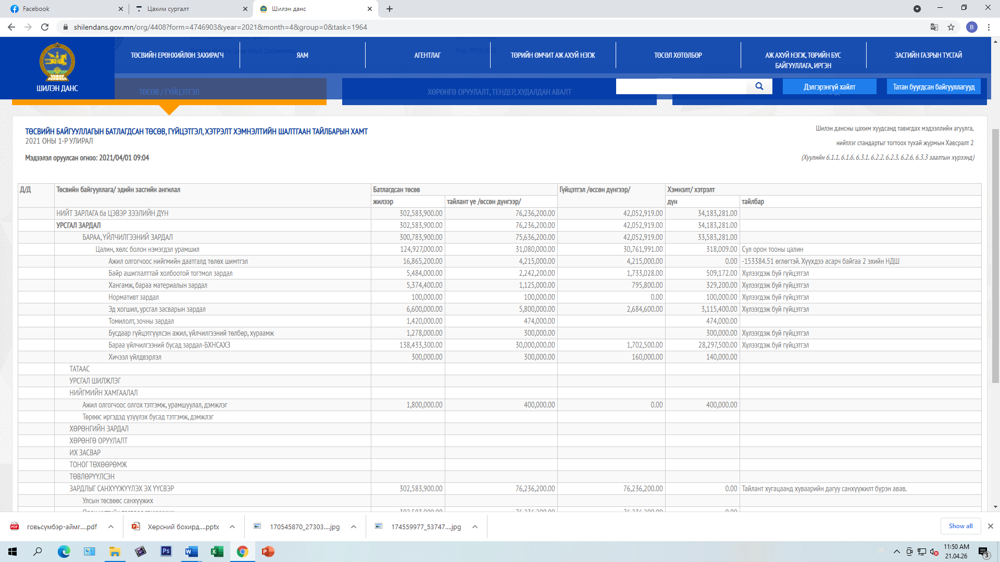 Facebook
Цахим сургалт
Шилэн данс
shilendans.gov.mn/org/4408?form=4746903&year=2021&month=4&group=0&task=1964
B
ШИЛЭН ДАНС
ТӨСВИЙН ЕРӨНХИЙЛӨН ЗАХИРАГЧ
ЯАМ
АГЕНТЛАГ
ТӨРИЙН ӨМЧИТ АЖ АХУЙ НЭГЖ
ТӨСӨЛ ХӨТӨЛБӨР
АЖ АХУЙ НЭГЖ, ТӨРИЙН БУС
БАЙГУУЛЛАГА, ИРГЭН
ЗАСГИЙН ГАЗРЫН ТУСГАЙ
ТӨСӨВ / ГҮЙЦЭТГЭЛ
ХӨРӨНГӨ ОРУУЛАЛТ, ТЕНДЕР, ХУДАЛДАН АВАЛТ
Дэлгэрэнгүй хайлт
Татан буугдсан байгууллагууд
ТӨСВИЙН БАЙГУУЛЛАГЫН БАТЛАГДСАН ТӨСӨВ, ГҮЙЦЭТГЭЛ, ХЭТРЭЛТ ХЭМНЭЛТИЙН ШАЛТГААН ТАЙЛБАРЫН ХАМТ
2021 ОНЫ 1-Р УЛИРАЛ
Мэдээлэл оруулсан огноо: 2021/04/01 09:04
Шилэн дансны цахим хуудсанд тавигдах мэдээллийн агуулга,
нийтлэг стандартыг тогтоох тухай журмын Хавсралт 2
(Хуулийн 6.1.1, 6.1.6, 6.3.1, 6.2.2, 6.2.3, 6.2.6, 6.3.3 заалтын хүрээнд)
Д/Д Төсвийн байгууллага/ эдийн засгийн ангилал Батлагдсан төсөв Гүйцэтгэл /өссөн дүнгээр/ Хэмнэлт/ хэтрэлт
жилээр тайлант үе /өссөн дүнгээр/ дүн тайлбар
НИЙТ ЗАРЛАГА ба ЦЭВЭР ЗЭЭЛИЙН ДҮН 302,583,900.00 76,236,200.00 42,052,919.00 34,183,281.00
УРСГАЛ ЗАРДАЛ 302,583,900.00 76,236,200.00 42,052,919.00 34,183,281.00
БАРАА, ҮЙЛЧИЛГЭЭНИЙ ЗАРДАЛ 300,783,900.00 75,636,200.00 42,052,919.00 33,583,281.00
Цалин, хөлс болон нэмэгдэл урамшил 124,927,000.00 31,080,000.00 30,761,991.00 318,009.00 Сул орон тооны цалин
Ажил олгогчоос нийгмийн даатгалд төлөх шимтгэл 16,865,200.00 4,215,000.00 4,215,000.00 0.00 -153384.51 өглөгтэй. Хүүхдээ асарч байгаа 2 эхийн НДШ
Байр ашиглалттай холбоотой тогтмол зардал 5,484,000.00 2,242,200.00 1,733,028.00 509,172.00 Хүлээгдэж буй гүйцэтгэл
Хангамж, бараа материалын зардал 5,374,400.00 1,125,000.00 795,800.00 329,200.00 Хүлээгдэж буй гүйцэтгэл
Нормативт зардал 100,000.00 100,000.00 0.00 100,000.00 Хүлээгдэж буй гүйцэтгэл
Эд хогшил, урсгал засварын зардал 6,600,000.00 5,800,000.00 2,684,600.00 3,115,400.00 Хүлээгдэж буй гүйцэтгэл
Томилолт, зочны зардал 1,420,000.00 474,000.00 474,000.00
Бусдаар гүйцэтгүүлсэн ажил, үйлчилгээний төлбөр, хураамж 1,278,000.00 300,000.00 300,000.00 Хүлээгдэж буй гүйцэтгэл
Бараа үйлчилгээний бусад зардал-БХНСАХЗ 138,433,300.00 30,000,000.00 1,702,500.00 28,297,500.00 Хүлээгдэж буй гүйцэтгэл
Хичээл үйлдвэрлэл 300,000.00 300,000.00 160,000.00 140,000.00
ТАТААС
УРСГАЛ ШИЛЖЛЭГ
НИЙГМИЙН ХАМГААЛАЛ
Ажил олгогчоос олгох тэтгэмж, урамшуулал, дэмжлэг 1,800,000.00 400,000.00 0.00 400,000.00
Төрөөс иргэдэд үзүүлэх бусад тэтгэмж, дэмжлэг
ХӨРӨНГИЙН ЗАРДАЛ
ХӨРӨНГӨ ОРУУЛАЛТ
ИХ ЗАСВАР
ТОНОГ ТӨХӨӨРӨМЖ
ТӨВЛӨРҮҮЛСЭН
ЗАРДЛЫГ САНХҮҮЖҮҮЛЭХ ЭХ ҮҮСВЭР 302,583,900.00 76,236,200.00 76,236,200.00 0.00 Тайлант хугацаанд хуваарийн дагуу санхүүжилт бүрэн авав.
Улсын төсвөөс санхүүжих
говьсүмбэр-аймг....pdf
Хөрсний бохирд....pptx
170545870_27303....jpg
174559977_53747....jpg
Show all
11:50 AM
21.04.26
3